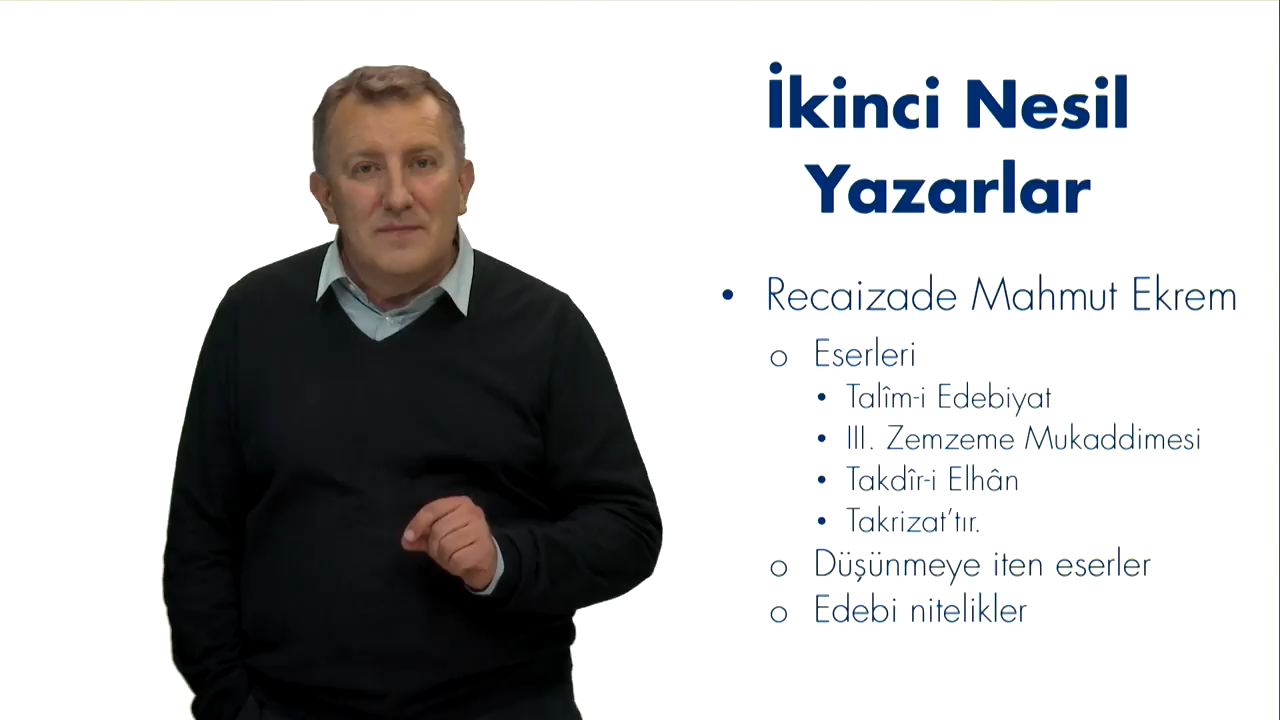 İkinci Nesil
Yazarlar
• Recaizade Mahmut Ekrem
o Eserleri
• Talîm-i Edebiyat
• III. Zemzeme Mukaddimesi
• Takdîr-i Elhân
• Takrizat’tır.
o Düşünmeye iten eserler
o Edebi nitelikler